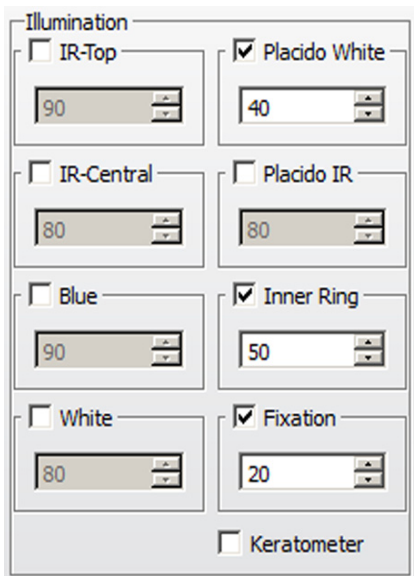 Illumination
IR-Top
Placido White
90
40
IR-Central
Placido IR
80
80
Blue
Inner Ring
90
50
White
Fixation
80
20
Keratometer